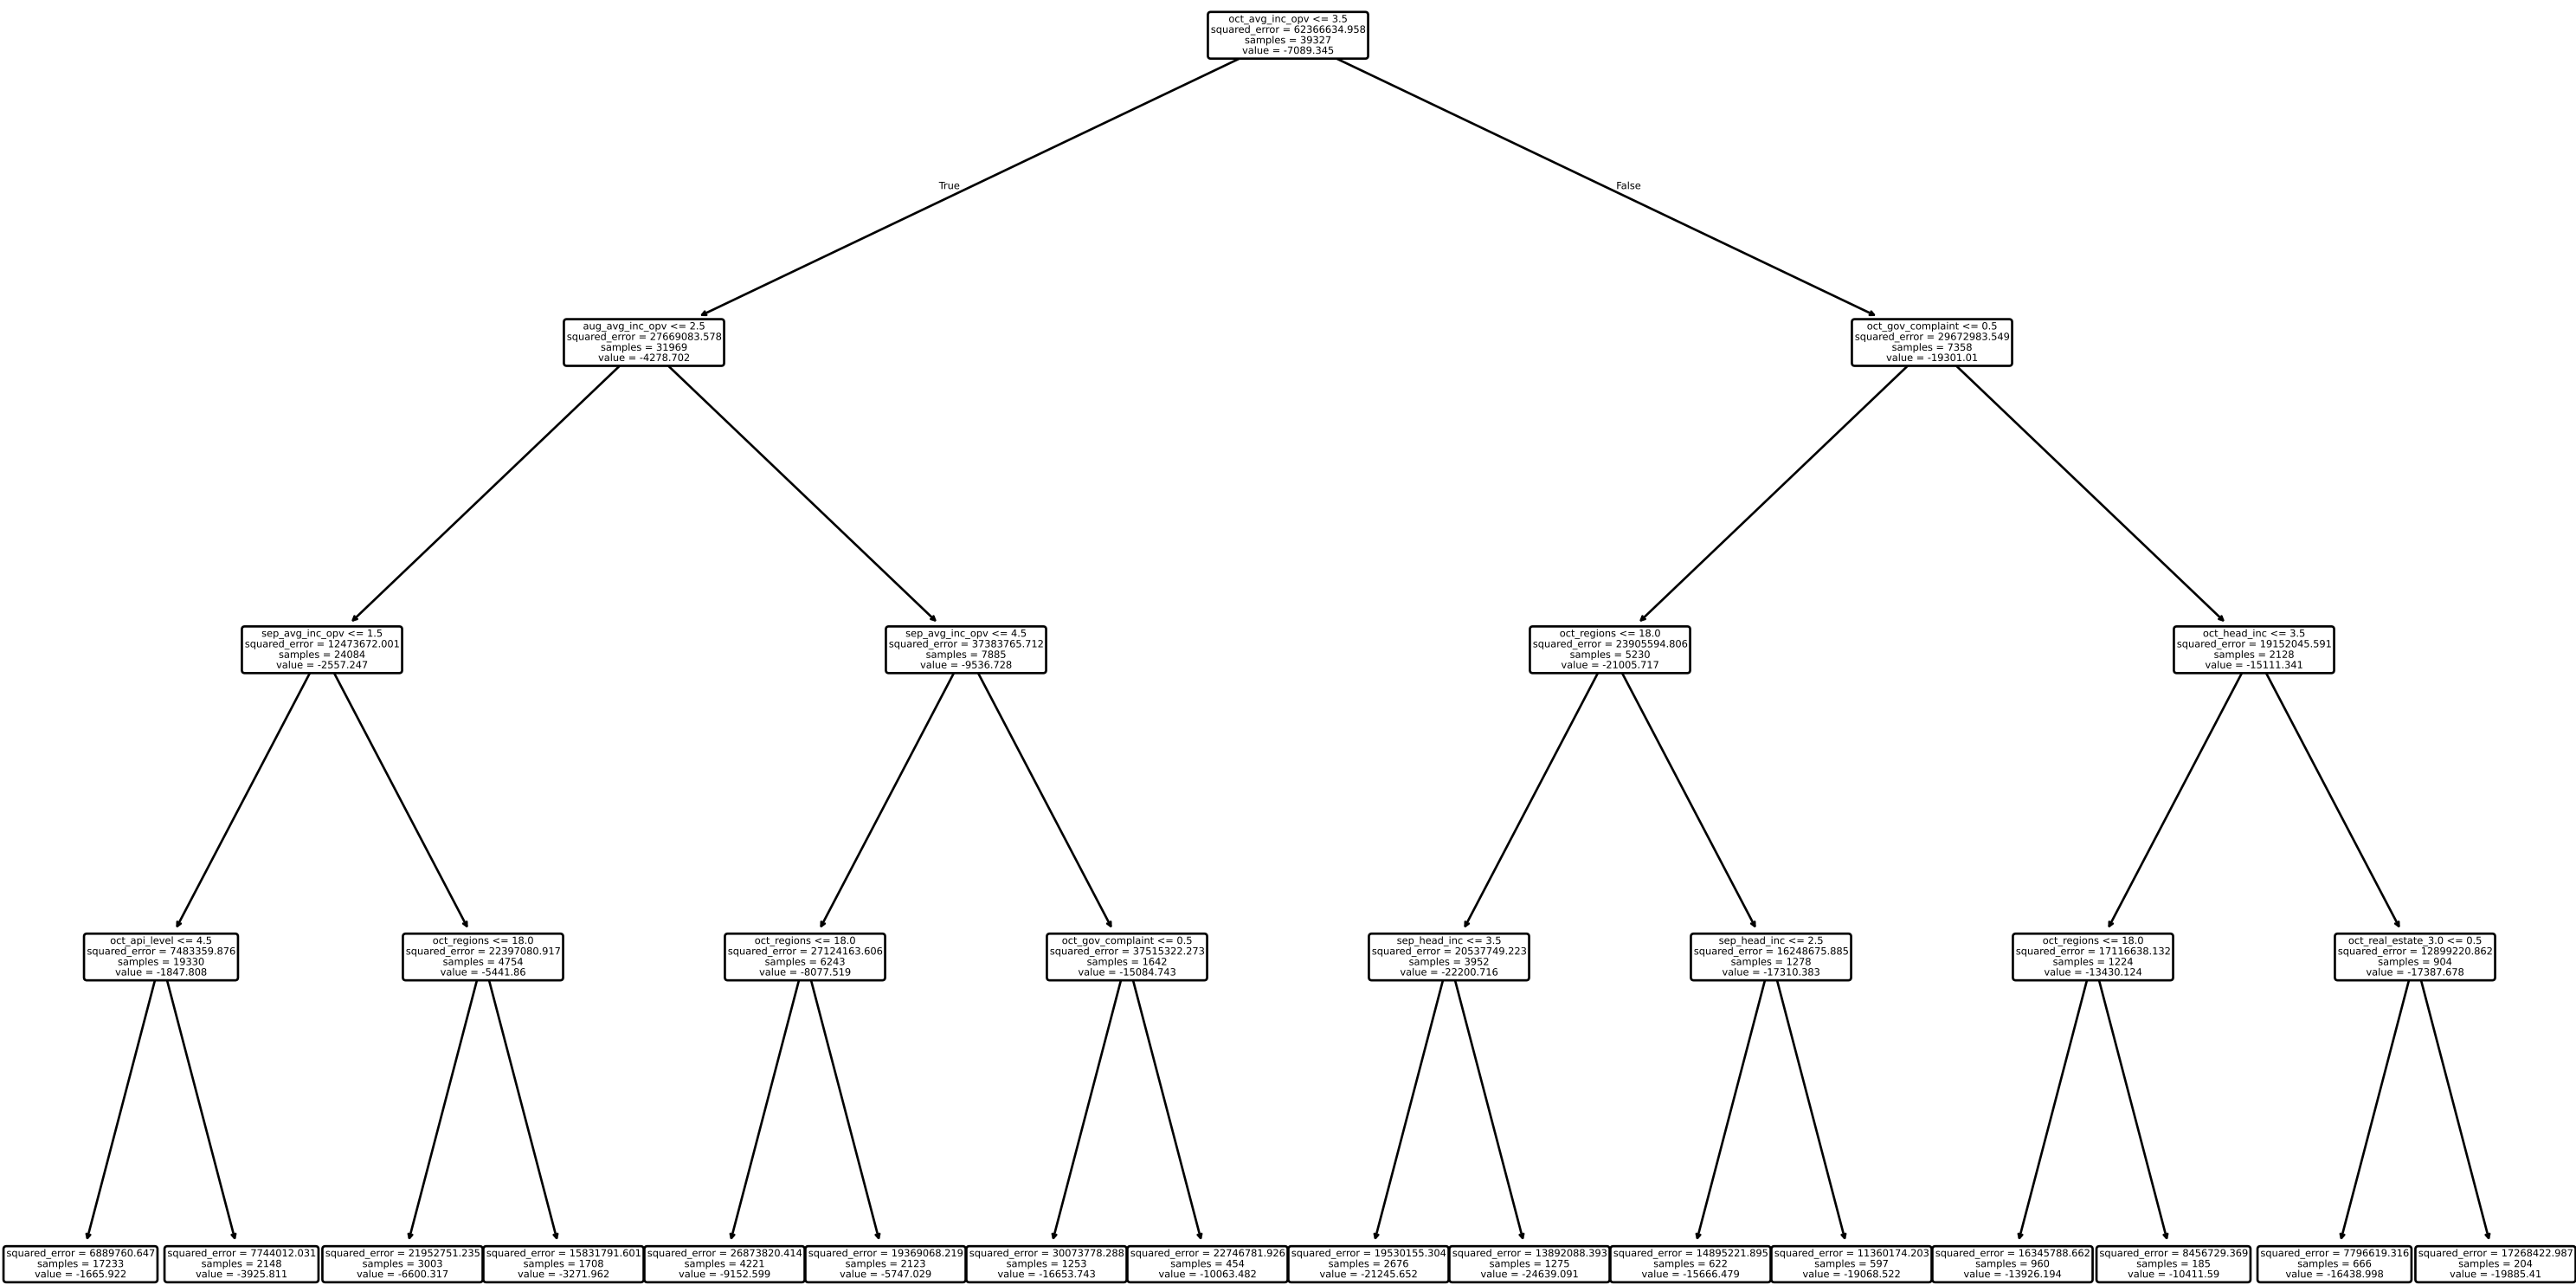 oct_avg_inc_opv <= 3.5
squared_error = 62366634.958
samples = 39327
value = -7089.345
True
False
aug_avg_inc_opv <= 2.5
squared_error = 27669083.578
samples = 31969
value = -4278.702
oct_gov_complaint <= 0.5
squared_error = 29672983.549
samples = 7358
value = -19301.01
sep_avg_inc_opv <= 1.5
squared_error = 12473672.001
samples = 24084
value = -2557.247
sep_avg_inc_opv <= 4.5
squared_error = 37383765.712
samples = 7885
value = -9536.728
oct_regions <= 18.0
squared_error = 23905594.806
samples = 5230
value = -21005.717
oct_head_inc <= 3.5
squared_error = 19152045.591
samples = 2128
value = -15111.341
oct_api_level <= 4.5
squared_error = 7483359.876
samples = 19330
value = -1847.808
oct_regions <= 18.0
squared_error = 22397080.917
samples = 4754
value = -5441.86
oct_regions <= 18.0
squared_error = 27124163.606
samples = 6243
value = -8077.519
oct_gov_complaint <= 0.5
squared_error = 37515322.273
samples = 1642
value = -15084.743
sep_head_inc <= 3.5
squared_error = 20537749.223
samples = 3952
value = -22200.716
sep_head_inc <= 2.5
squared_error = 16248675.885
samples = 1278
value = -17310.383
oct_regions <= 18.0
squared_error = 17116638.132
samples = 1224
value = -13430.124
oct_real_estate_3.0 <= 0.5
squared_error = 12899220.862
samples = 904
value = -17387.678
squared_error = 6889760.647
samples = 17233
value = -1665.922
squared_error = 7744012.031
samples = 2148
value = -3925.811
squared_error = 21952751.235
samples = 3003
value = -6600.317
squared_error = 15831791.601
samples = 1708
value = -3271.962
squared_error = 26873820.414
samples = 4221
value = -9152.599
squared_error = 19369068.219
samples = 2123
value = -5747.029
squared_error = 30073778.288
samples = 1253
value = -16653.743
squared_error = 22746781.926
samples = 454
value = -10063.482
squared_error = 19530155.304
samples = 2676
value = -21245.652
squared_error = 13892088.393
samples = 1275
value = -24639.091
squared_error = 14895221.895
samples = 622
value = -15666.479
squared_error = 11360174.203
samples = 597
value = -19068.522
squared_error = 16345788.662
samples = 960
value = -13926.194
squared_error = 8456729.369
samples = 185
value = -10411.59
squared_error = 7796619.316
samples = 666
value = -16438.998
squared_error = 17268422.987
samples = 204
value = -19885.41